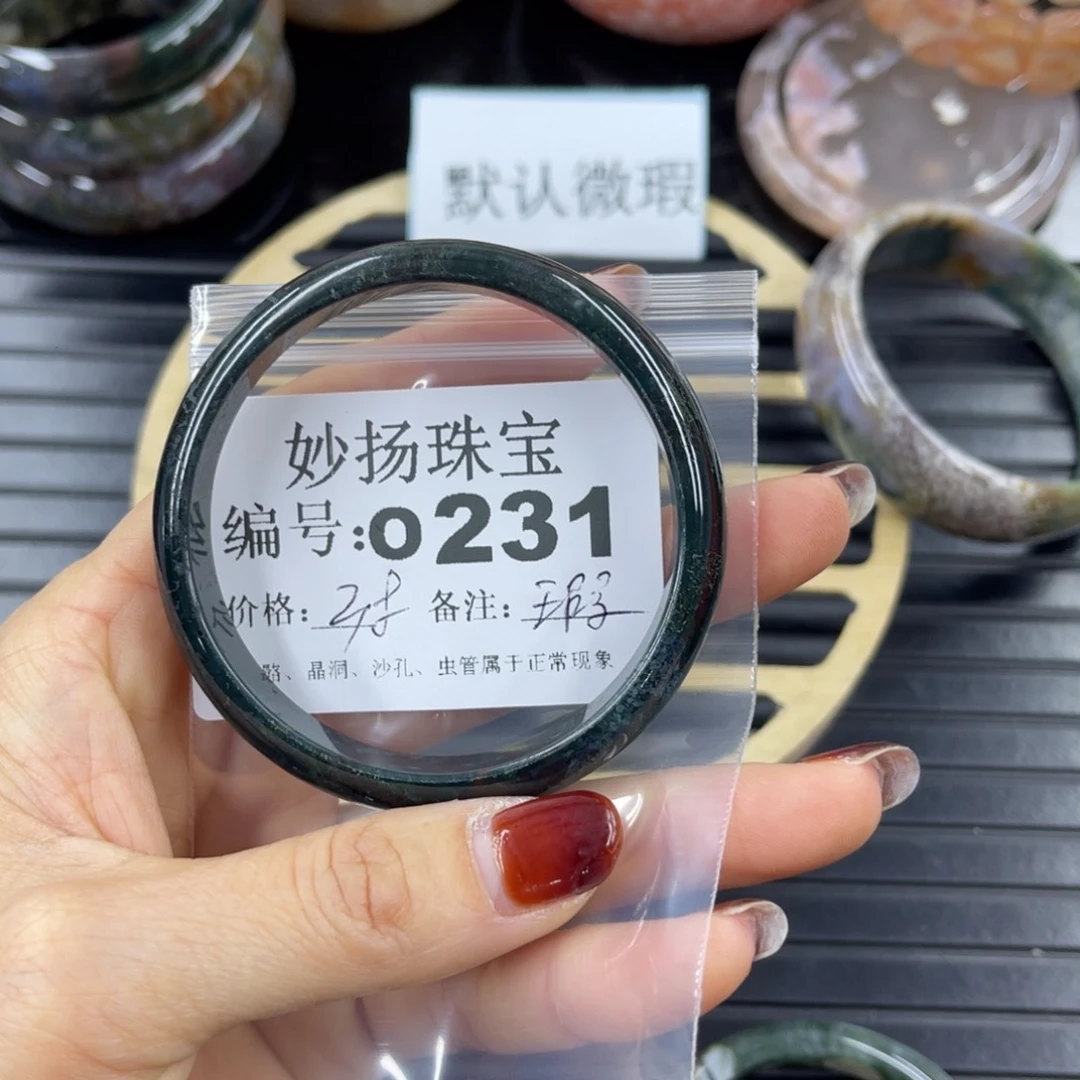 默认微瑕
妙扬珠宝
编号:0231
价格: 备注:
晶洞、沙孔、虫管属于正常现象